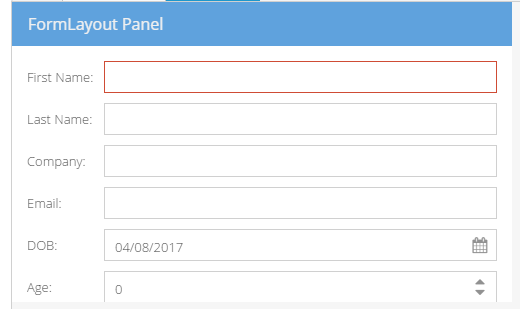 FormLayout Panel
First Name:
Last Name:
Company:
Email:
DOB: 04/08/2017
Age: 0